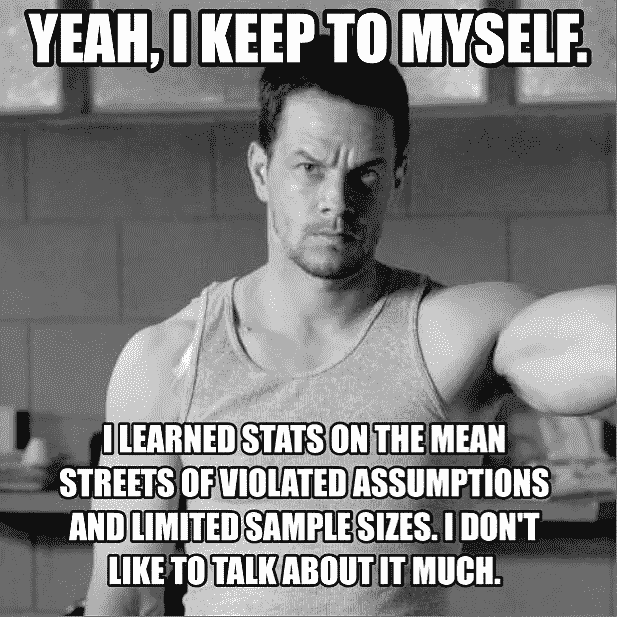 YEAH, I KEEP TO MYSELF.
I LEARNED STATS ON THE MEAN
STREETS OF VIOLATED ASSUMPTIONS
AND LIMITED SAMPLE SIZES. I DON'T
LIKE TO TALK ABOUT IT MUCH.